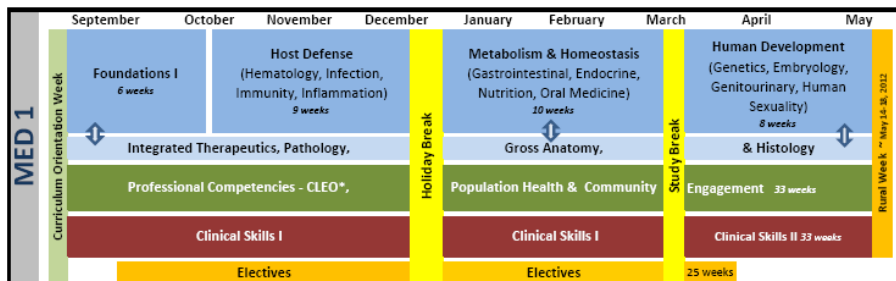 September October November December January February March April May
MED 1
Curriculum Orientation Week
Foundations I
6 weeks
Host Defense
(Hematology, Infection,
Immunity, Inflammation)
9 weeks
Holiday Break
Metabolism & Homeostasis
(Gastrointestinal, Endocrine,
Nutrition, Oral Medicine)
10 weeks
Study Break
Human Development
(Genetics, Embryology,
Genitourinary, Human
Sexuality)
8 weeks
Rural Week ~ May 14-18, 2012
Integrated Therapeutics, Pathology, Gross Anatomy, & Histology
Professional Competencies - CLEO*, Population Health & Community Engagement 33 weeks
Clinical Skills I Clinical Skills I Clinical Skills II 33 weeks
Electives Electives 25 weeks